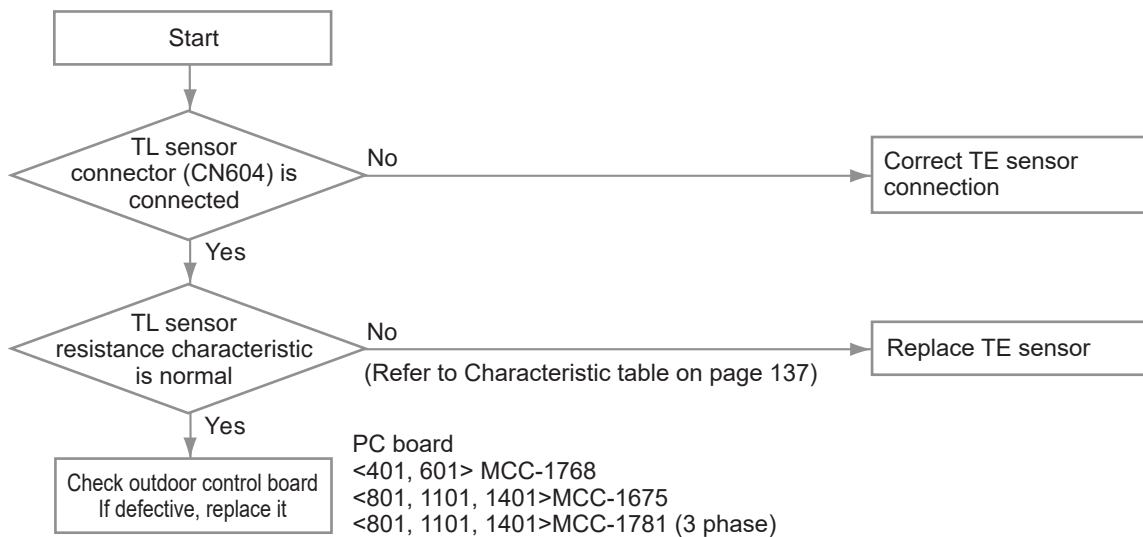 Start
TL sensor
connector (CN604) is
connected
No
Correct TE sensor
connection
Yes
TL sensor
resistance characteristic
is normal
No
(Refer to Characteristic table on page 137)
Replace TE sensor
Yes
Check outdoor control board
If defective, replace it
PC board
<401, 601> MCC-1768
<801, 1101, 1401>MCC-1675
<801, 1101, 1401>MCC-1781 (3 phase)